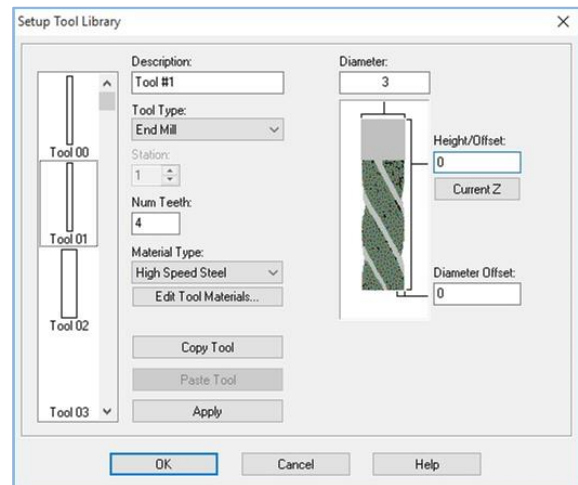 Setup Tool Library
Tool 00
Tool 01
Tool 02
Tool 03
Description:
Tool #1
Tool Type:
End Mill
Station:
1
Num Teeth:
4
Material Type:
High Speed Steel
Edit Tool Materials...
Copy Tool
Paste Tool
Apply
Diameter:
3
Height/Offset:
0
Current Z
Diameter Offset:
0
OK
Cancel
Help